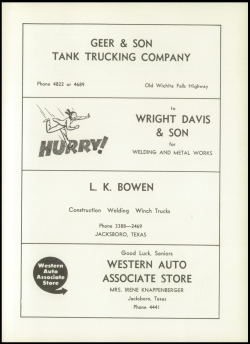 GEER & SON
TANK TRUCKING COMPANY
Phone 4822 or 4689
Old Wichita Falls Highway
HURRY!
to
WRIGHT DAVIS
& SON
for
WELDING AND METAL WORKS
L. K. BOWEN
Construction Welding Winch Trucks
Phone 3388—2469
JACKSBORO, TEXAS
Western
Auto
Associate
Store
Good Luck, Seniors
WESTERN AUTO
ASSOCIATE STORE
MRS. IRENE KNAPPENBERGER
Jacksboro, Texas
Phone 4441